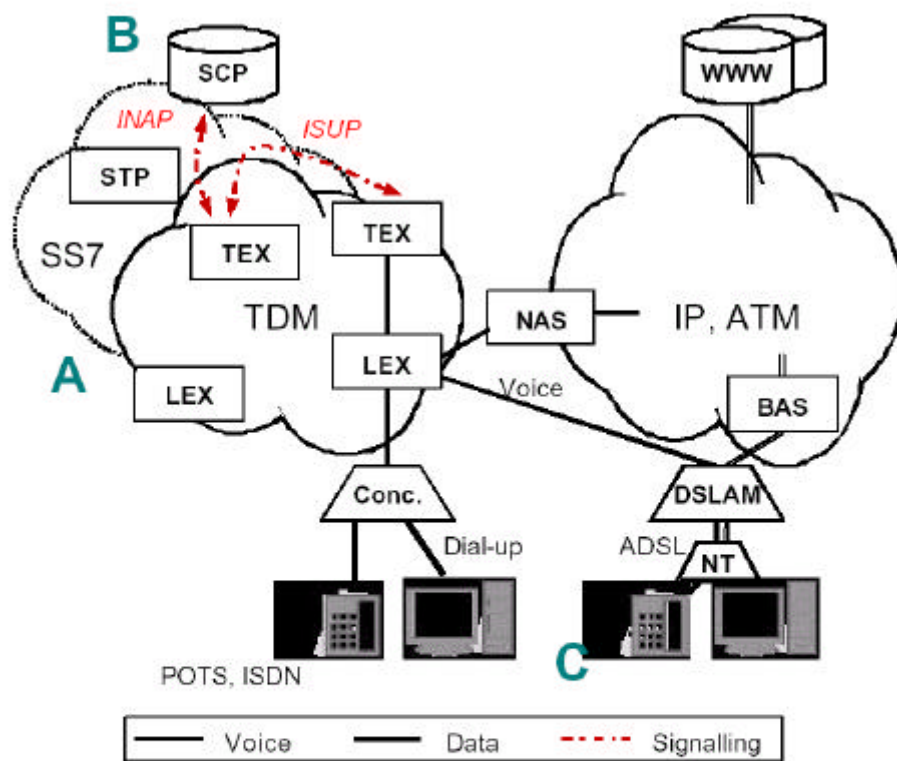 B
SCP
WWW
INAP
ISUP
STP
TEX
TEX
SS7
TDM
NAS
IP, ATM
A
LEX
LEX
Voice
BAS
Conc.
DSLAM
Dial-up
ADSL
NT
C
POTS, ISDN
Voice Data Signalling